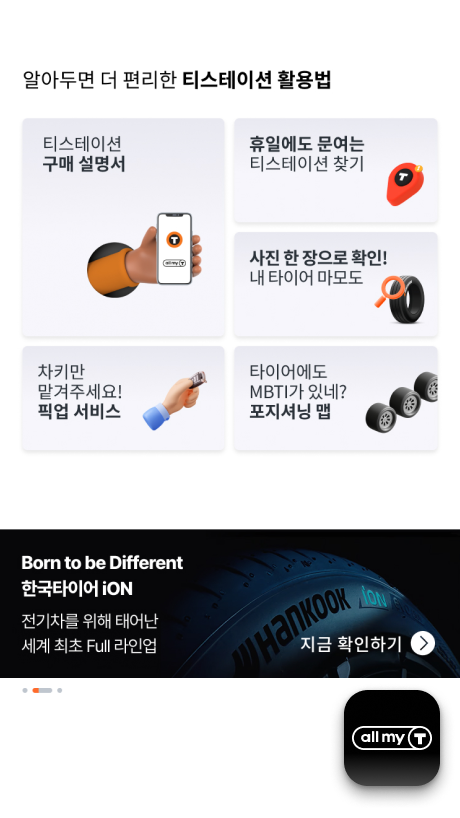 알아두면 더 편리한 티스테이션 활용법
티스테이션
구매 설명서
all my T
휴일에도 문여는
티스테이션 찾기
사진 한 장으로 확인!
내 타이어 마모도
차키만
맡겨주세요!
픽업 서비스
타이어에도
MBTI가 있네?
포지셔닝 맵
Born to be Different
한국타이어 iON
전기차를 위해 태어난
세계 최초 Full 라인업
HANKOOK iON
지금 확인하기
all my T